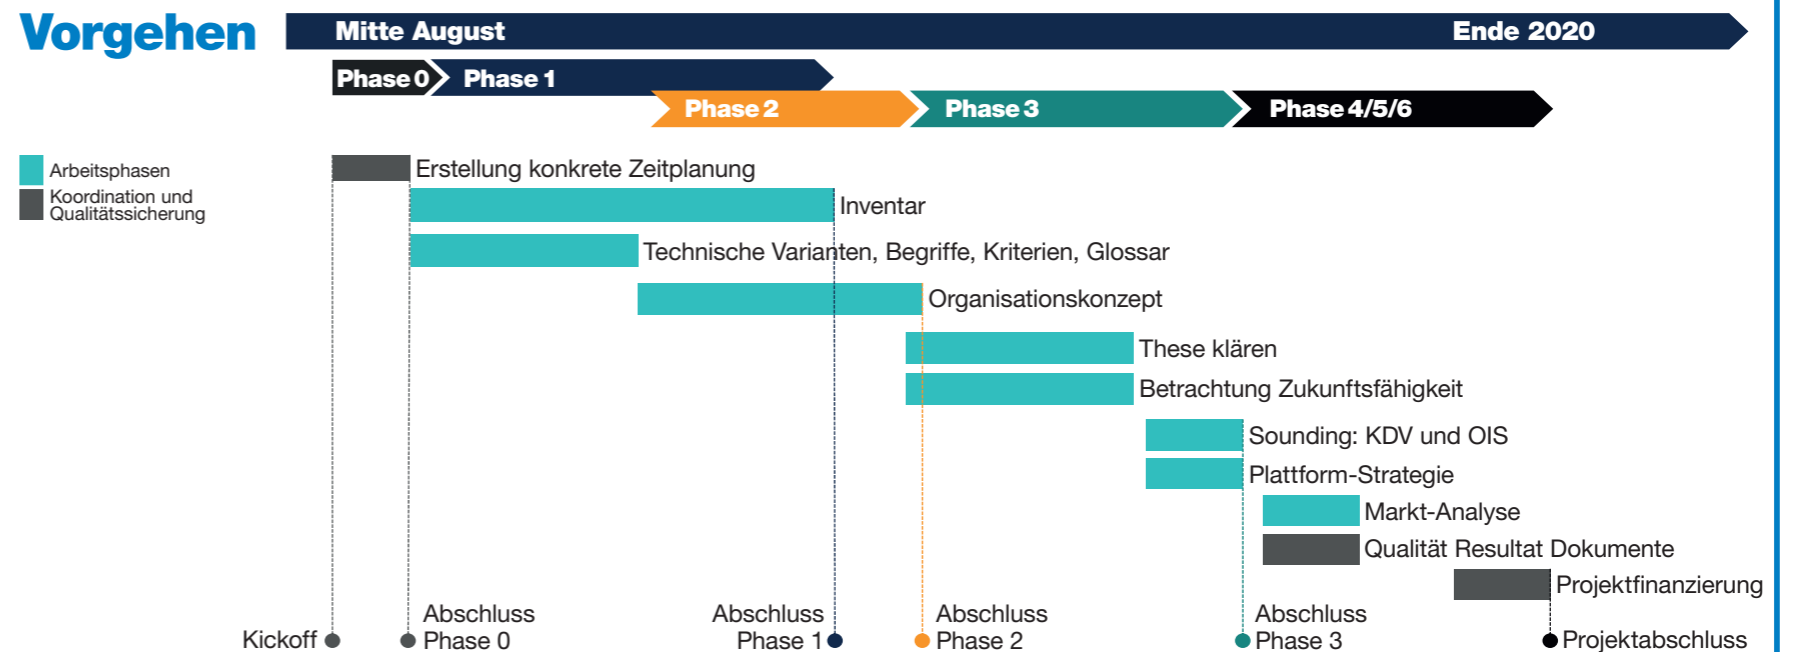 Vorgehen
Mitte August
Ende 2020
Phase 0
Phase 1
Phase 2
Phase 3
Phase 4/5/6
Arbeitsphasen
Koordination und
Qualitätssicherung
Erstellung konkrete Zeitplanung
Inventar
Technische Varianten, Begriffe, Kriterien, Glossar
Organisationskonzept
These klären
Betrachtung Zukunftsfähigkeit
Sounding: KDV und OIS
Plattform-Strategie
Markt-Analyse
Qualität Resultat Dokumente
Projektfinanzierung
Kickoff
Abschluss
Phase 0
Abschluss
Phase 1
Abschluss
Phase 2
Abschluss
Phase 3
Projektabschluss